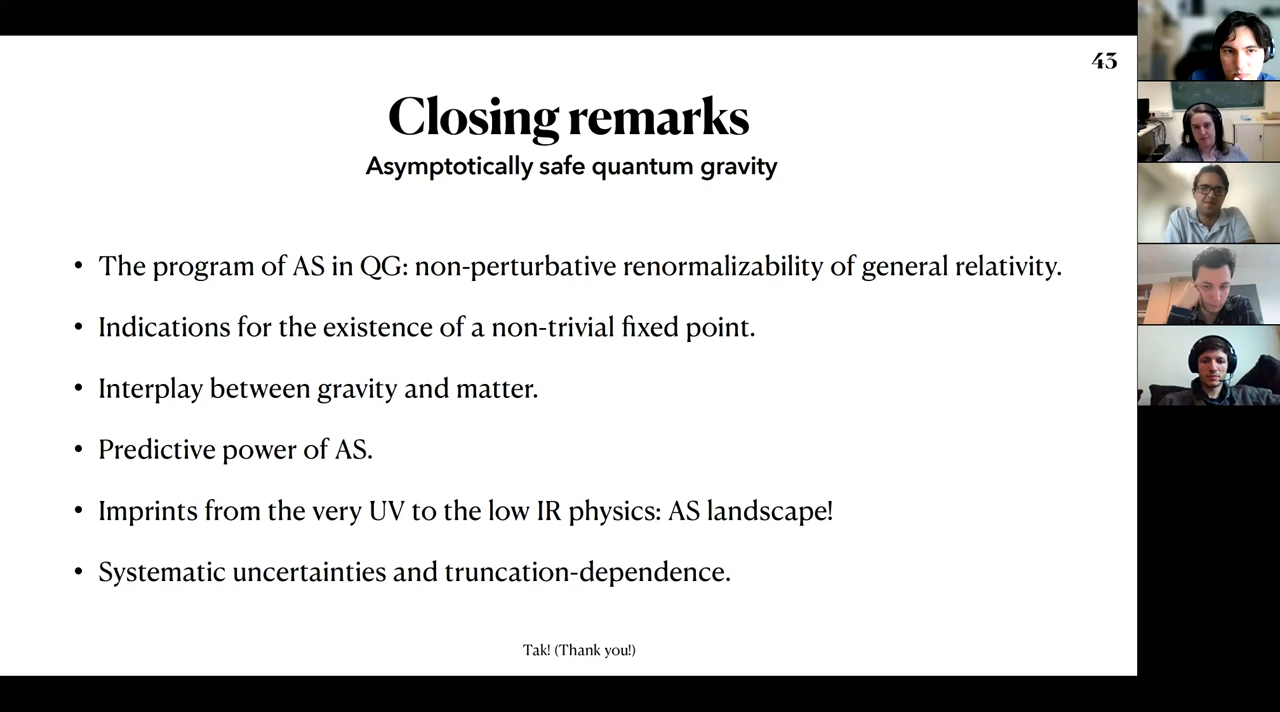 43
Closing remarks
Asymptotically safe quantum gravity
• The program of AS in QG: non-perturbative renormalizability of general relativity.
• Indications for the existence of a non-trivial fixed point.
• Interplay between gravity and matter.
• Predictive power of AS.
• Imprints from the very UV to the low IR physics: AS landscape!
• Systematic uncertainties and truncation-dependence.
Tak! (Thank you!)